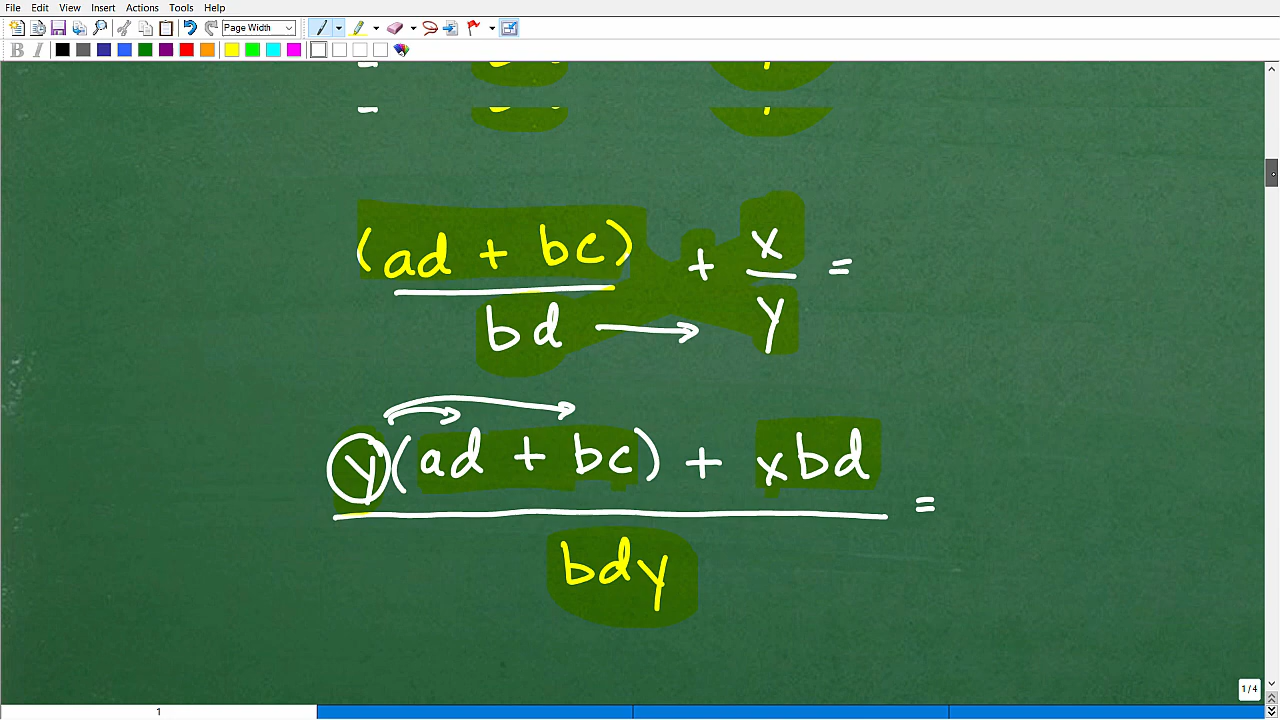 File Edit View Insert Actions Tools Help
Page Width
B I
(ad + bc)
bd → + x/y =
y(ad + bc) + xbd
=
bdy
1/4
1